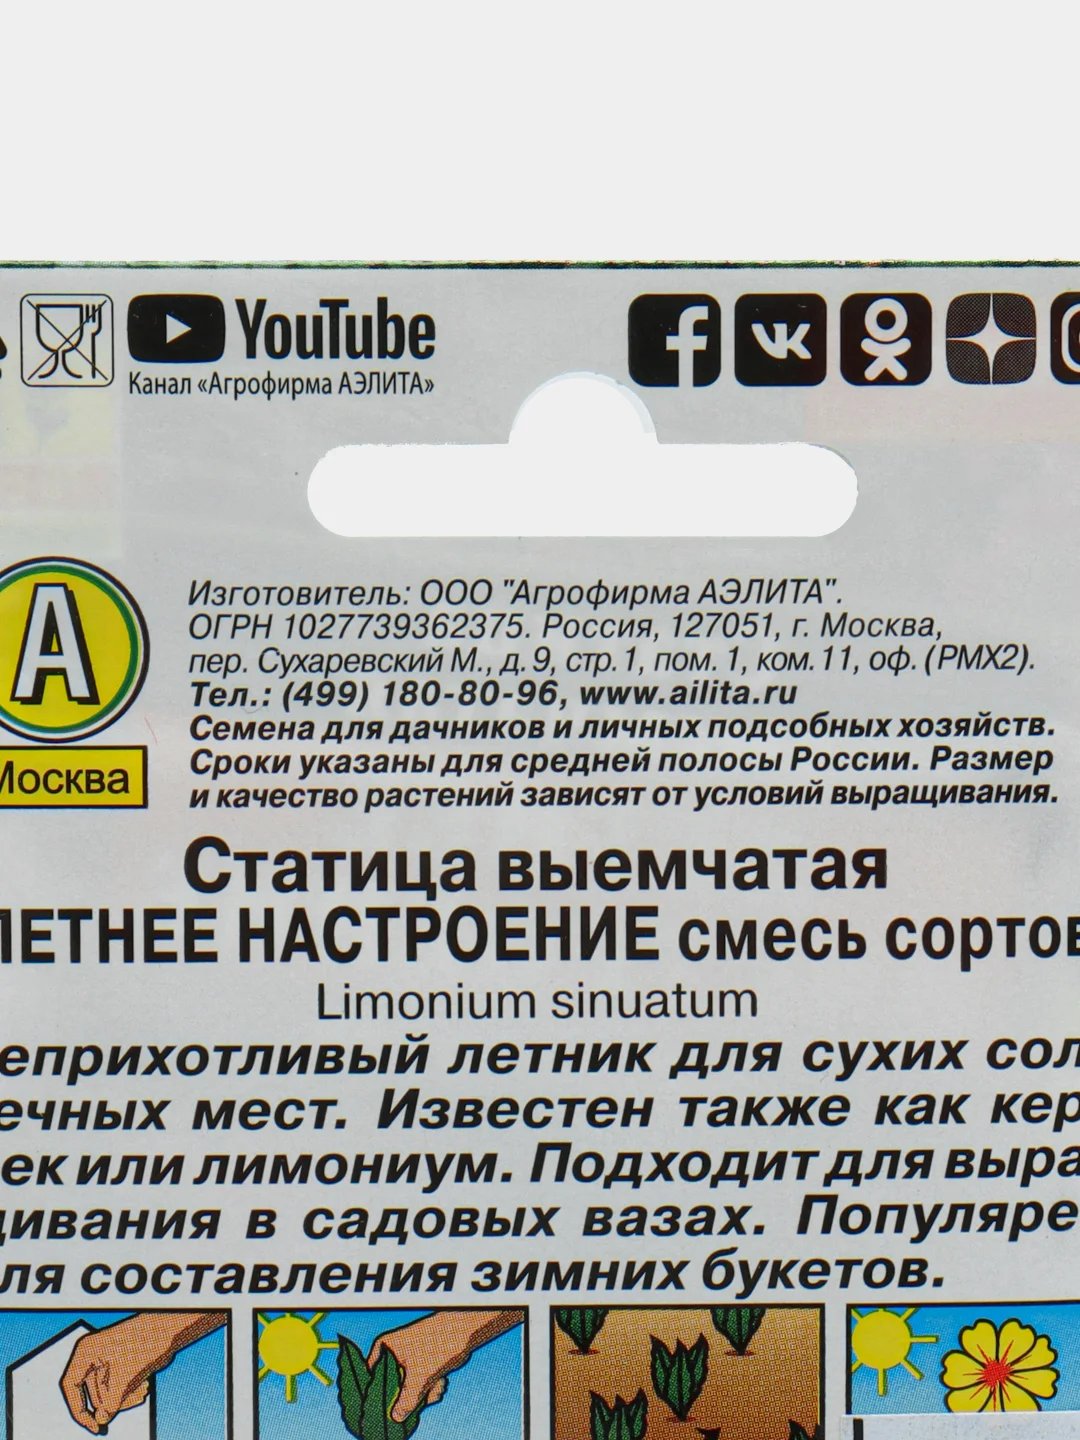 YouTube
Канал «Агрофирма АЭЛИТА»
А
Москва
Изготовитель: ООО "Агрофирма АЭЛИТА".
ОГРН 1027739362375. Россия, 127051, г. Москва,
пер. Сухаревский М., д. 9, стр. 1, пом. 1, ком. 11, оф. (РМХ2).
Тел.: (499) 180-80-96, www.ailita.ru
Семена для дачников и личных подсобных хозяйств.
Сроки указаны для средней полосы России. Размер
и качество растений зависят от условий выращивания.
Статица выемчатая
ЛЕТНЕЕ НАСТРОЕНИЕ смесь сортов
Limonium sinuatum
еприхотливый летник для сухих сол
ечных мест. Известен также как кер
ек или лимониум. Подходит для выра
щивания в садовых вазах. Популяре
ля составления зимних букетов.